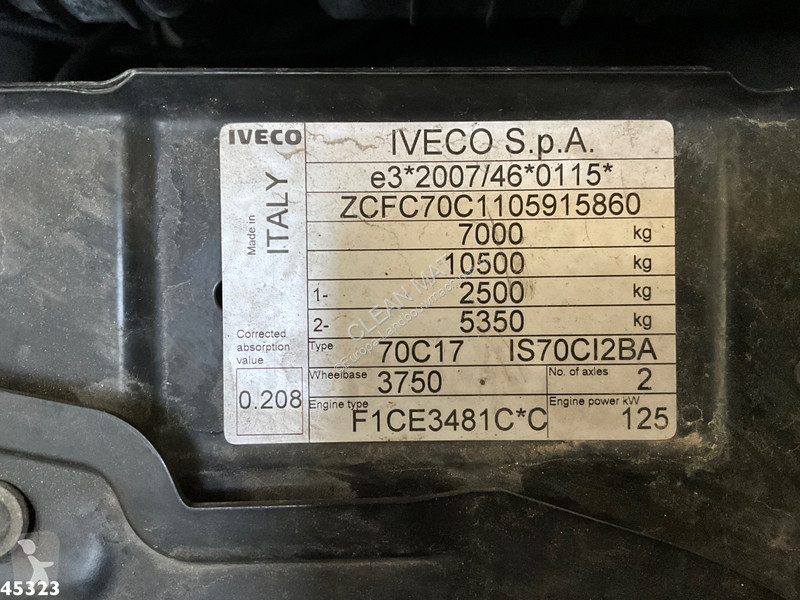 IVECO
IVECO S.p.A.
e3*2007/46*0115*
ZCFC70C1105915860
7000 kg
10500 kg
1- 2500 kg
2- 5350 kg
Made in
ITALY
Corrected
absorption
value
0.208
Type 70C17 IS70CI2BA
Wheelbase 3750 No. of axles 2
Engine type F1CE3481C*C Engine power kW 125
CLEAN MAT
45323